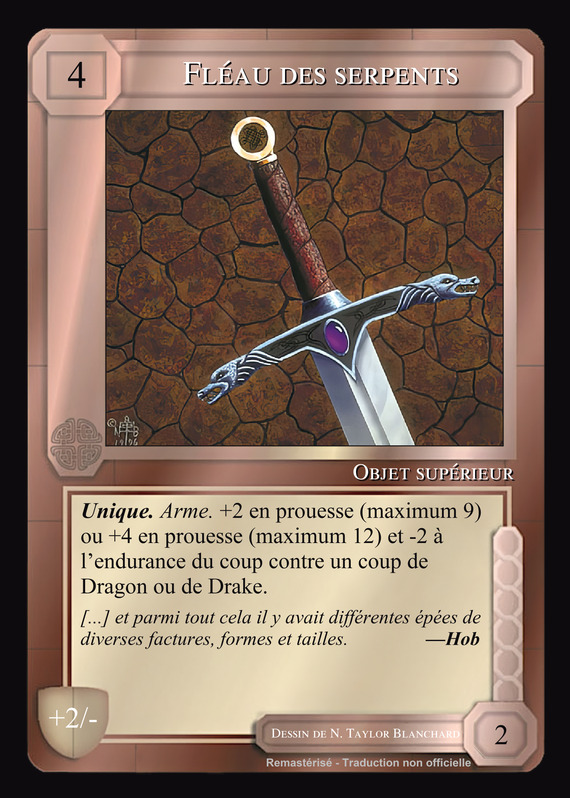 4
Fléau des serpents
©N
TB
1996
Objet supérieur
Unique. Arme. +2 en prouesse (maximum 9)
ou +4 en prouesse (maximum 12) et -2 à
l’endurance du coup contre un coup de
Dragon ou de Drake.
[...] et parmi tout cela il y avait différentes épées de
diverses factures, formes et tailles. —Hob
+2/-
Dessin de N. Taylor Blanchard
2
Remastérisé - Traduction non officielle